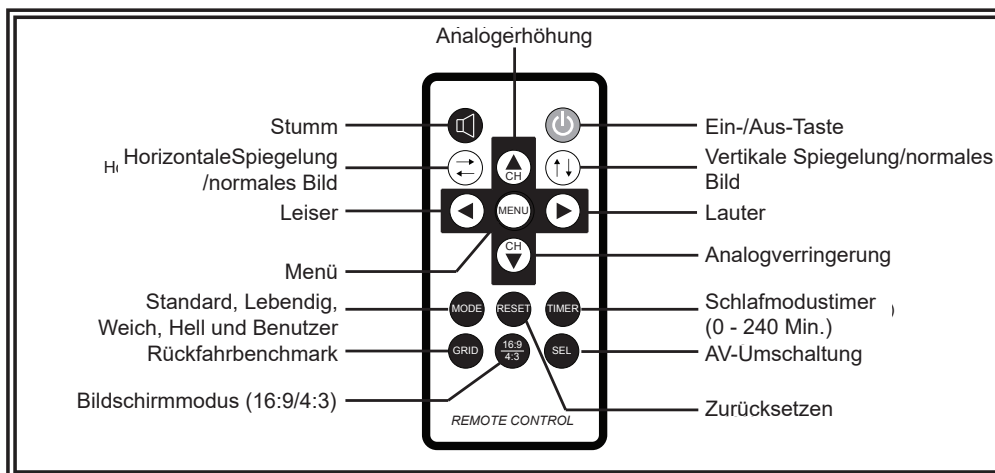 Analogerhöhung
Stumm
Ein-/Aus-Taste
HorizontaleSpiegelung
/normales Bild
Vertikale Spiegelung/normales
Bild
CH
Leiser
MENU
Lauter
CH
Menü
Analogverringerung
Standard, Lebendig,
Weich, Hell und Benutzer
MODE
RESET
TIMER
Schlafmodustimer
(0 - 240 Min.)
Rückfahrbenchmark
GRID
16:9
4:3
SEL
AV-Umschaltung
Bildschirmmodus (16:9/4:3)
Zurücksetzen
REMOTE CONTROL